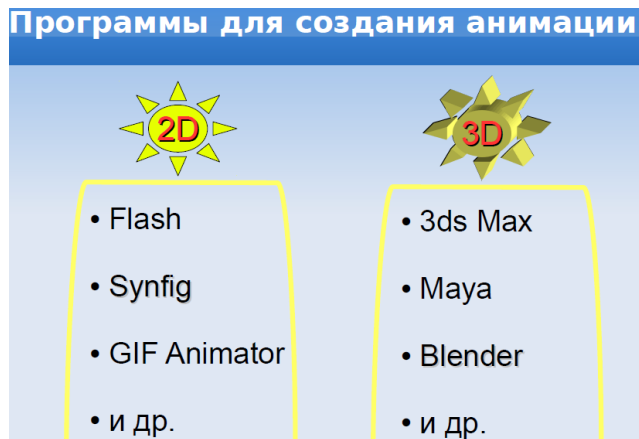 Программы для создания анимации
2D
• Flash
• Synfig
• GIF Animator
• и др.
3D
• 3ds Max
• Maya
• Blender
• и др.